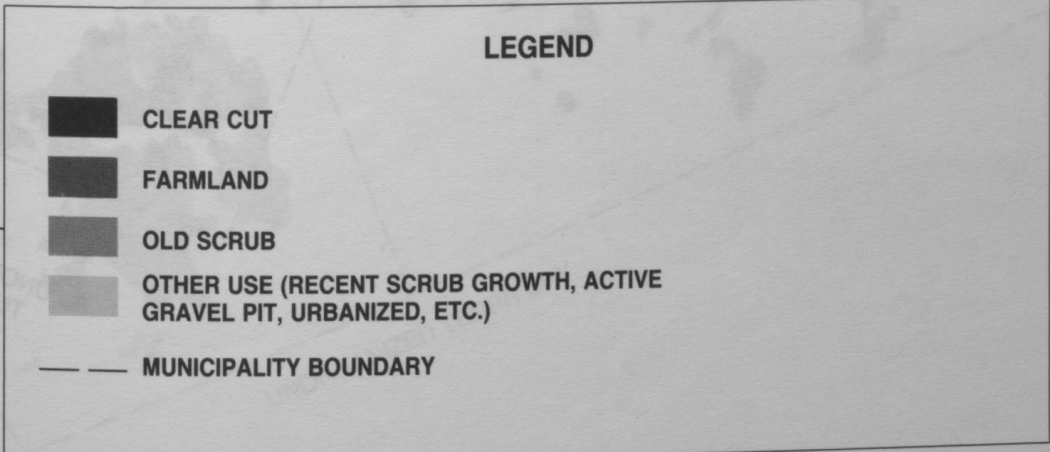 LEGEND
CLEAR CUT
FARMLAND
OLD SCRUB
OTHER USE (RECENT SCRUB GROWTH, ACTIVE
GRAVEL PIT, URBANIZED, ETC.)
MUNICIPALITY BOUNDARY